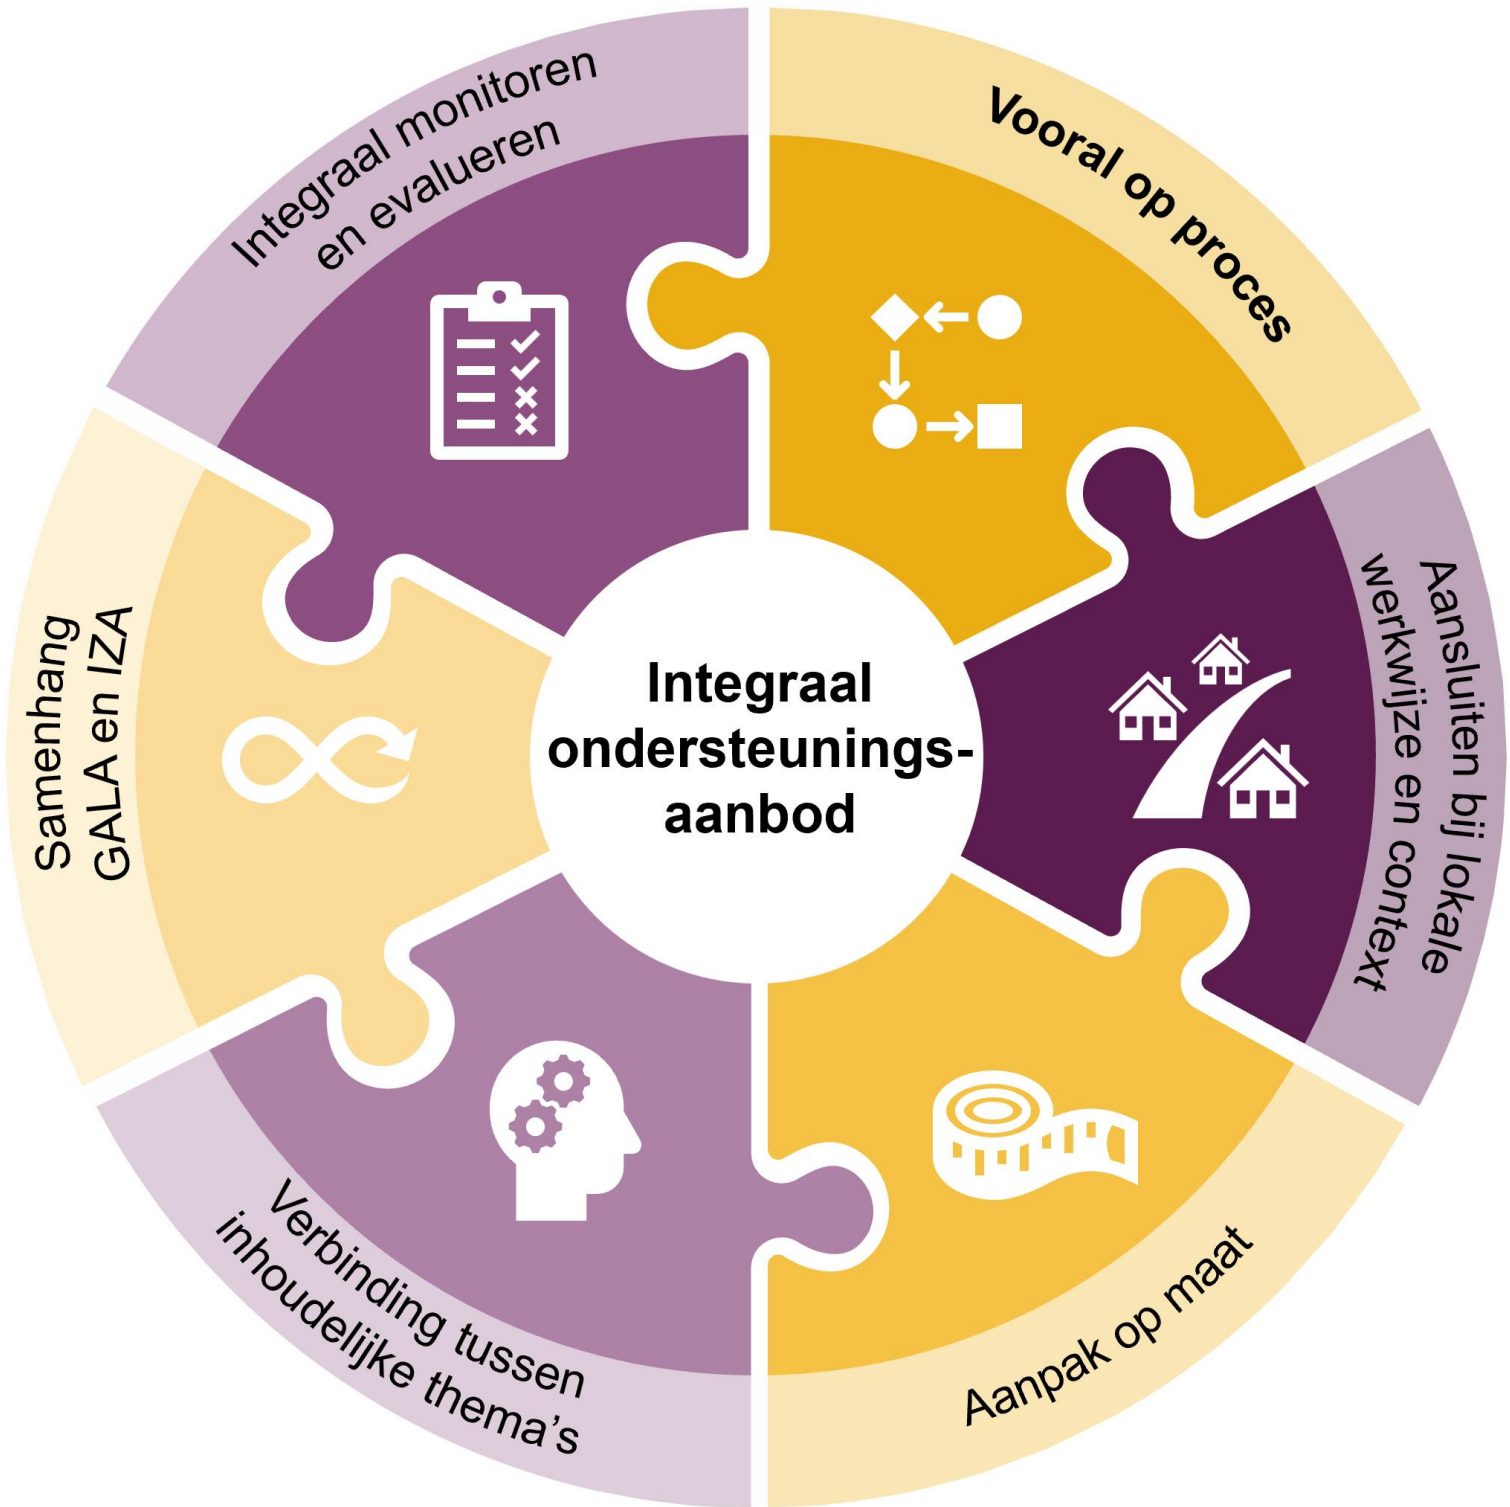 Integraal
ondersteunings-
aanbod
Vooral op proces
Aansluiten bij lokale
werkwijze en context
Aanpak op maat
Verbinding tussen
inhoudelijke thema’s
Samenhang
GALA en IZA
Integraal monitoren
en evalueren